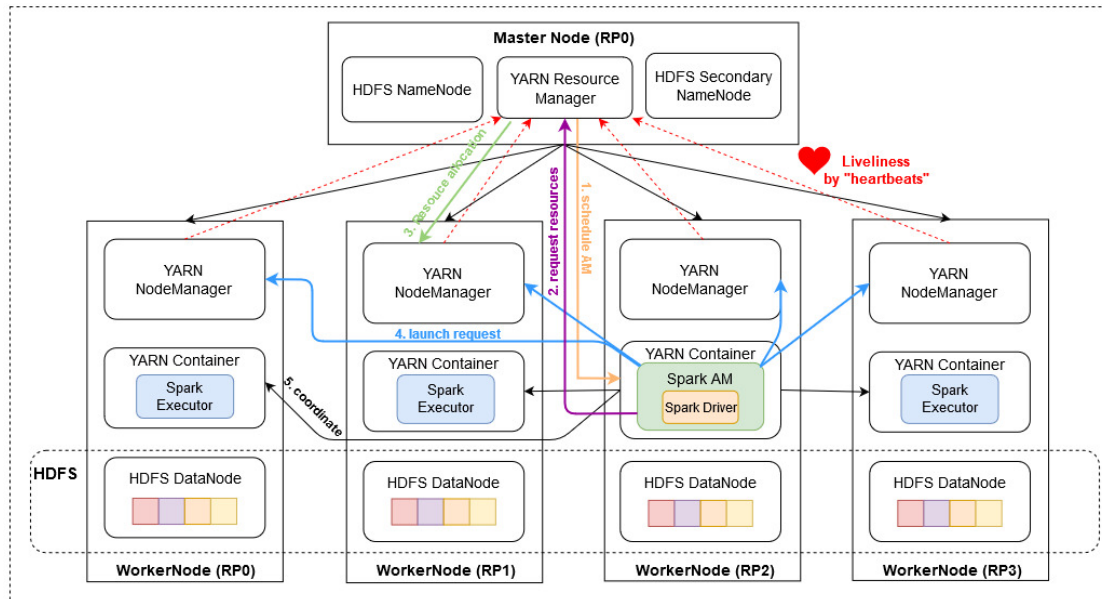 Master Node (RP0)
HDFS NameNode
YARN Resource
Manager
HDFS Secondary
NameNode
Liveliness
by "heartbeats"
3. Resouce allocation
2. request resources
1. schedule AM
YARN
NodeManager
YARN
NodeManager
YARN
NodeManager
YARN
NodeManager
4. launch request
5. coordinate
YARN Container
Spark
Executor
YARN Container
Spark
Executor
YARN Container
Spark AM
Spark Driver
YARN Container
Spark
Executor
HDFS
HDFS DataNode
HDFS DataNode
HDFS DataNode
HDFS DataNode
WorkerNode (RP0)
WorkerNode (RP1)
WorkerNode (RP2)
WorkerNode (RP3)